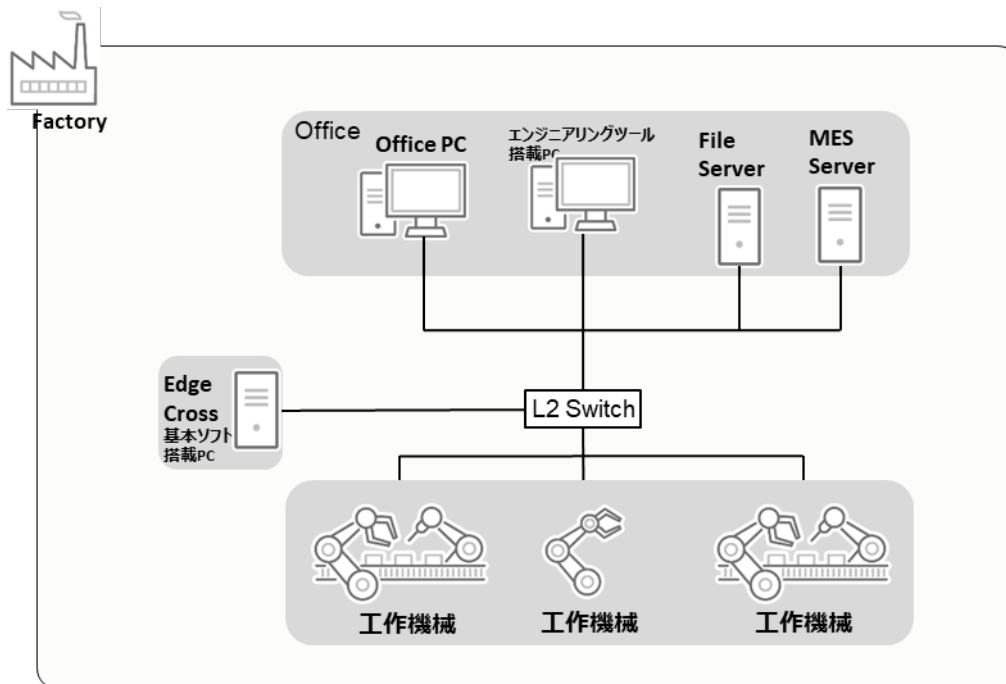 Factory
Office
Office PC
エンジニアリングツール
搭載PC
File
Server
MES
Server
Edge
Cross
基本ソフト
搭載PC
L2 Switch
工作機械
工作機械
工作機械